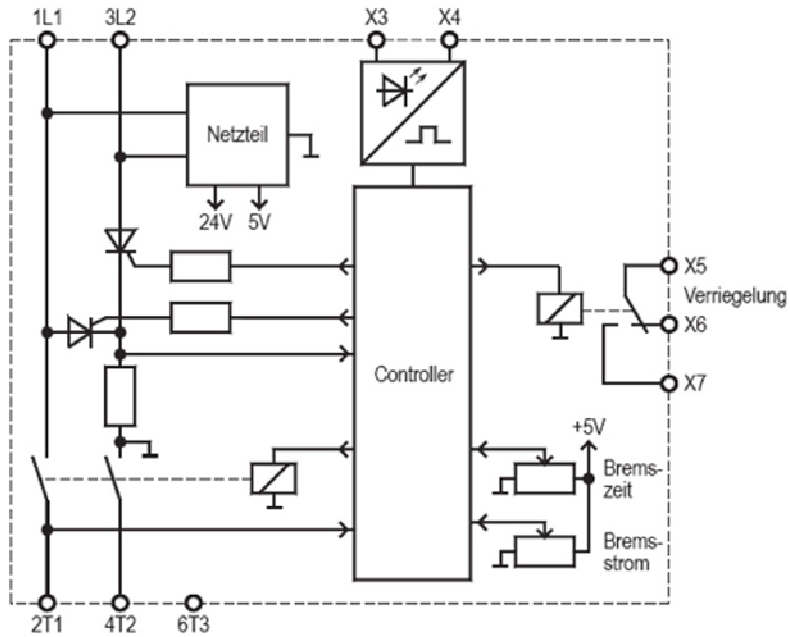 1L1 3L2 X3 X4
Netzteil
24V 5V
X5
Verriegelung
X6
Controller
X7
+5V
Brems-
zeit
Brems-
strom
2T1 4T2 6T3